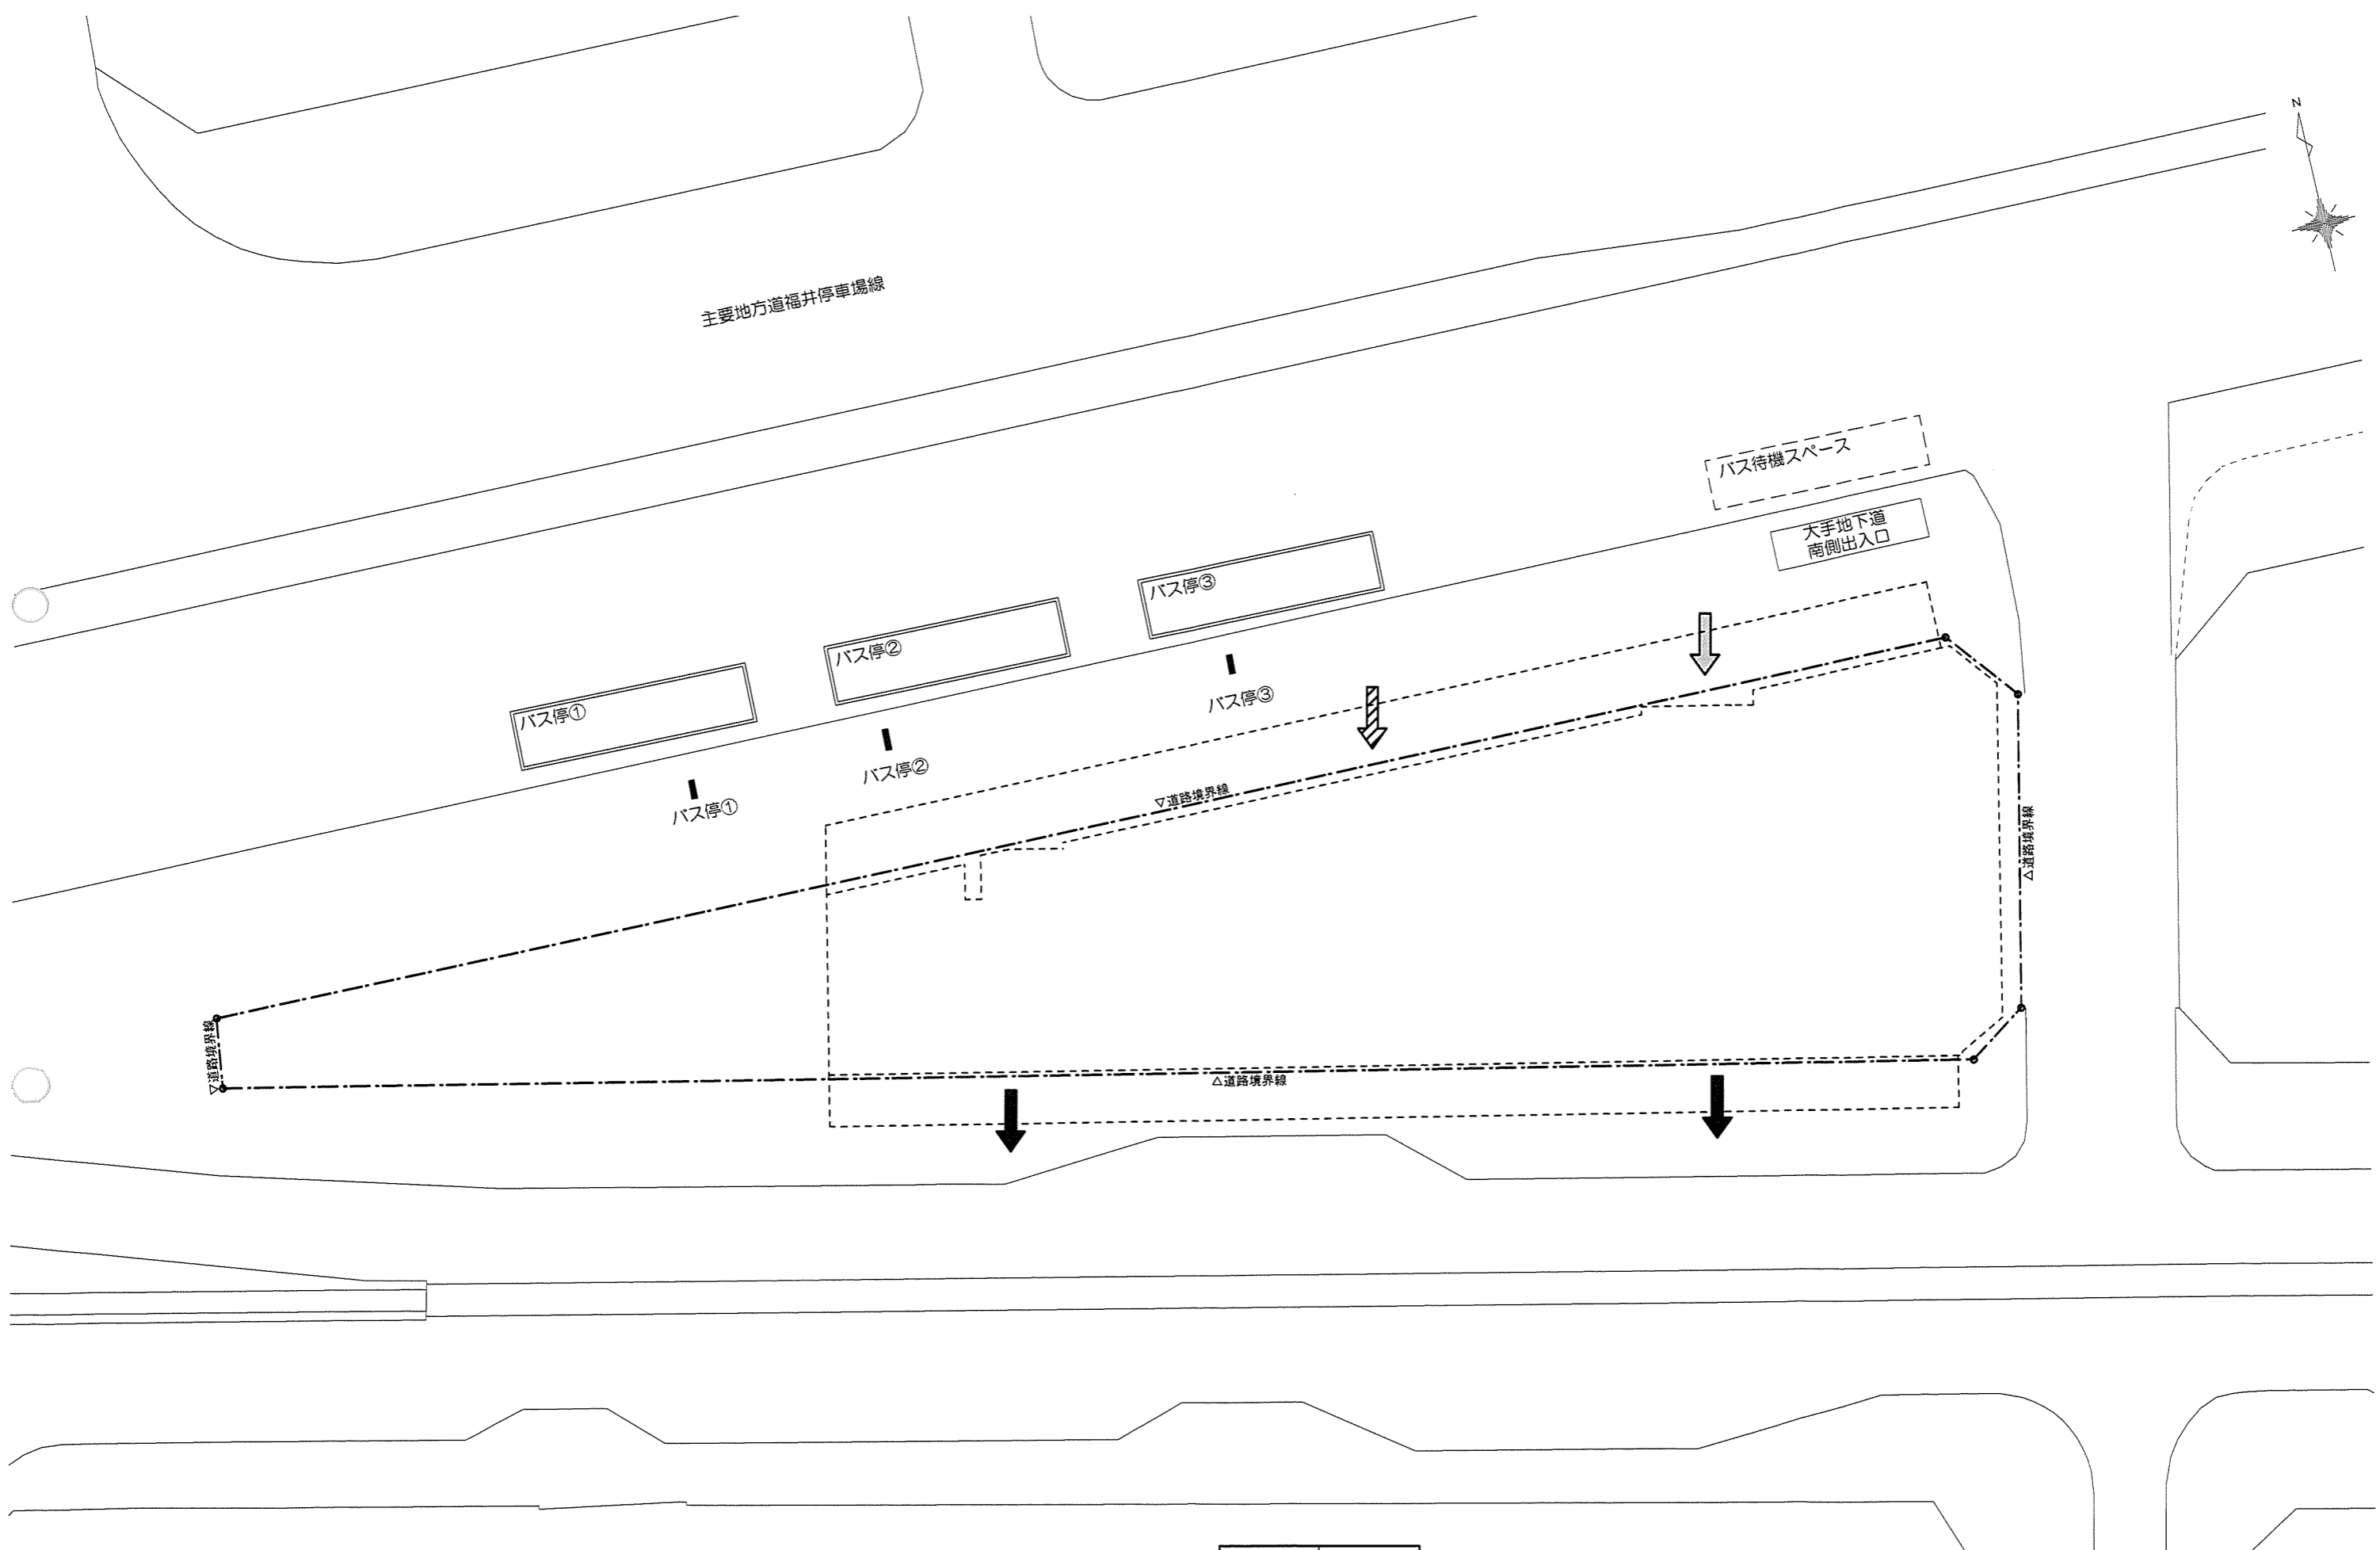 N
主要地方道福井停車場線
バス待機スペース
大手地下道
南側出入口
バス停③
バス停②
バス停①
バス停③
バス停②
バス停①
▽道路境界線
△道路境界線
▽道路境界線
△道路境界線